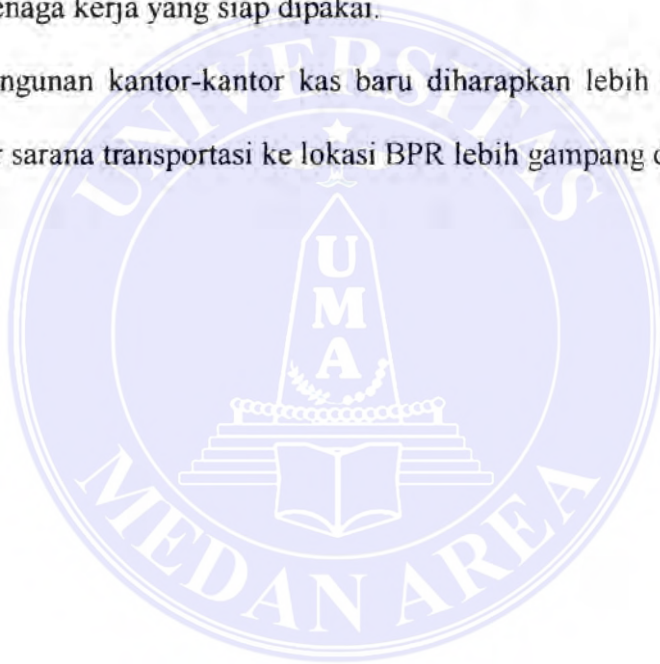 enaga kerja yang siap dipakai.
ngunan kantor-kantor kas baru diharapkan lebih
sarana transportasi ke lokasi BPR lebih gampang
UNIVERSITAS
UMA
MEDAN AREA